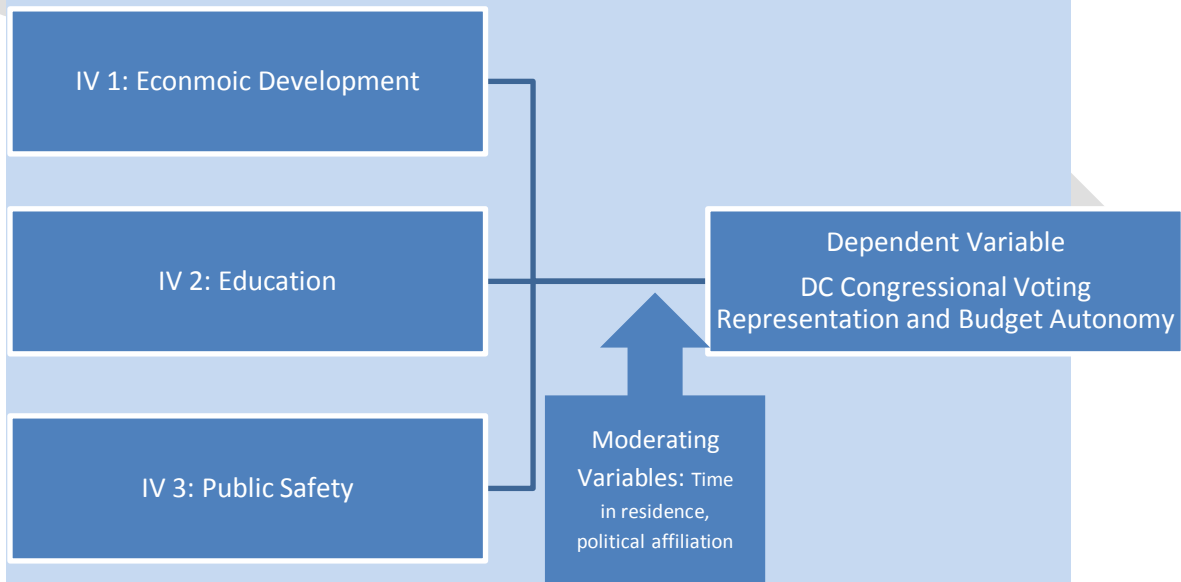 IV 1: Econmoic Development
IV 2: Education
IV 3: Public Safety
Dependent Variable
DC Congressional Voting
Representation and Budget Autonomy
Moderating
Variables: Time
in residence,
political affiliation